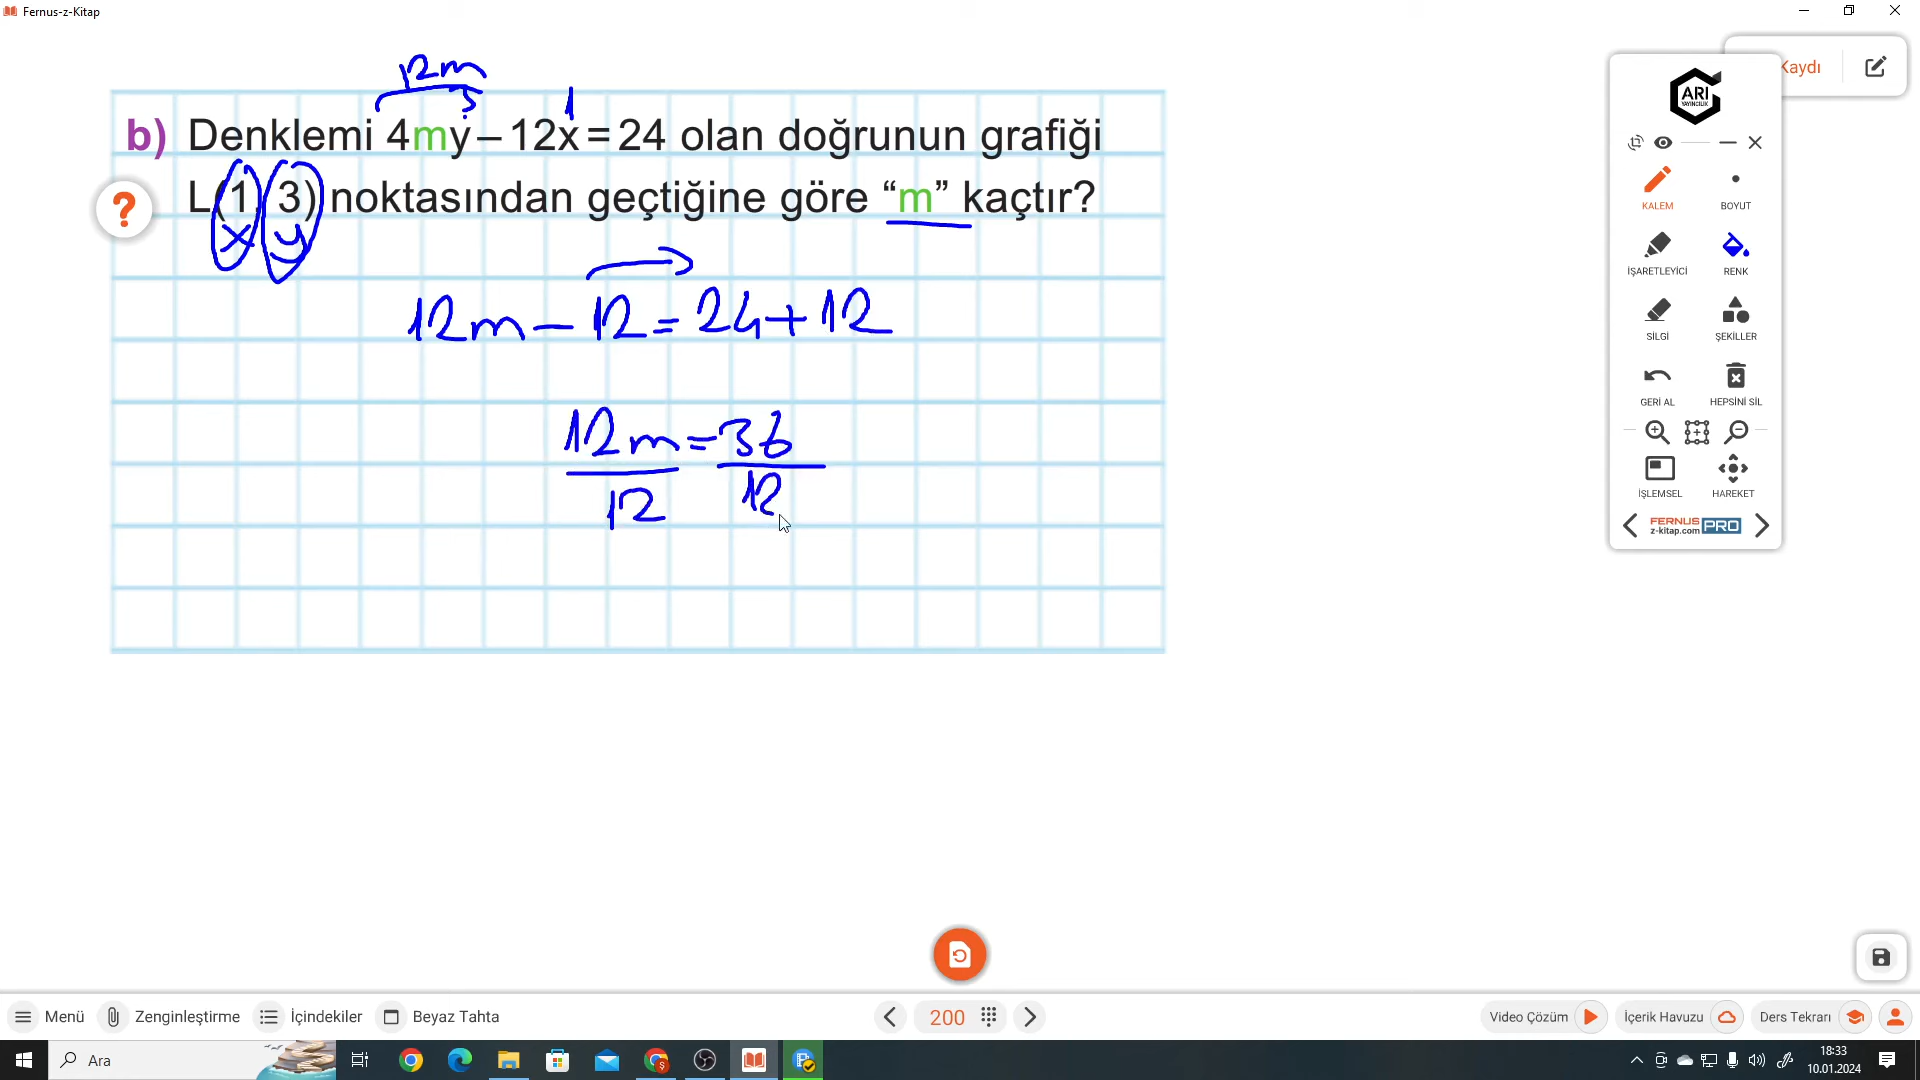 Fernus-z-Kitap
12m
3
1
b) Denklemi 4my – 12x = 24 olan doğrunun grafiği
L(1, 3) noktasından geçtiğine göre “m” kaçtır?
x y
12m – 12 = 24 + 12
12m = 36
12 12
Kaydı
ARI
YAYINCILIK
KALEM
BOYUT
İŞARETLEYİCİ
RENK
SİLGİ
ŞEKİLLER
GERİ AL
HEPSİNİ SİL
İŞLEMSEL
HAREKET
FERNUS
z-kitap.com PRO
Menü
Zenginleştirme
İçindekiler
Beyaz Tahta
200
Video Çözüm
İçerik Havuzu
Ders Tekrarı
Ara
18:33
10.01.2024